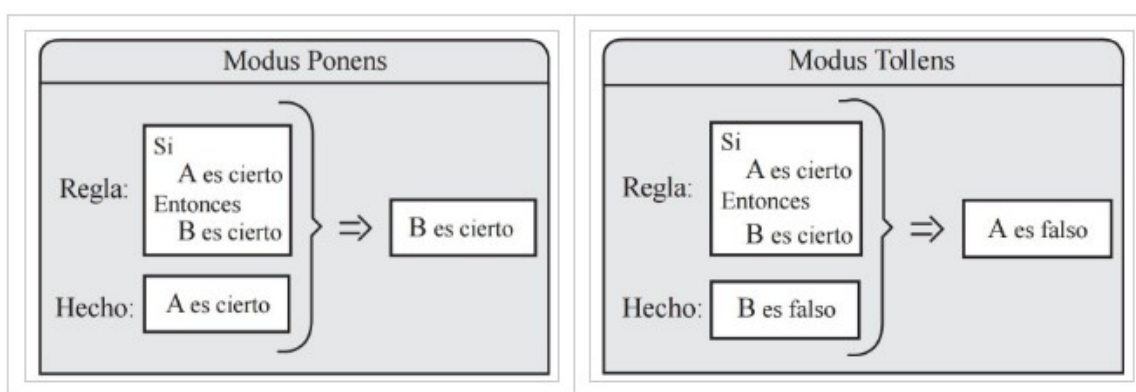 Modus Ponens
Regla:
Si
A es cierto
Entonces
B es cierto
Hecho:
A es cierto
⇒
B es cierto
Modus Tollens
Regla:
Si
A es cierto
Entonces
B es cierto
Hecho:
B es falso
⇒
A es falso